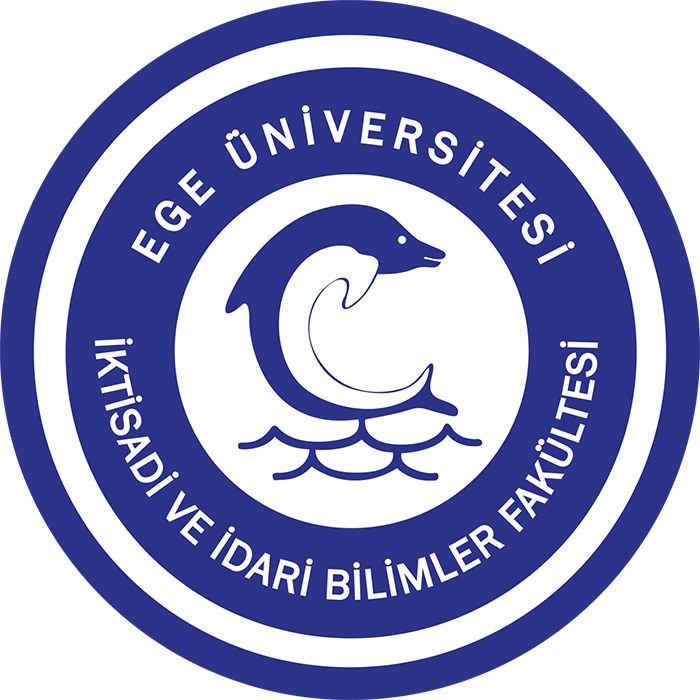 EGE ÜNİVERSİTESİ
İKTİSADİ VE İDARİ BİLİMLER FAKÜLTESİ